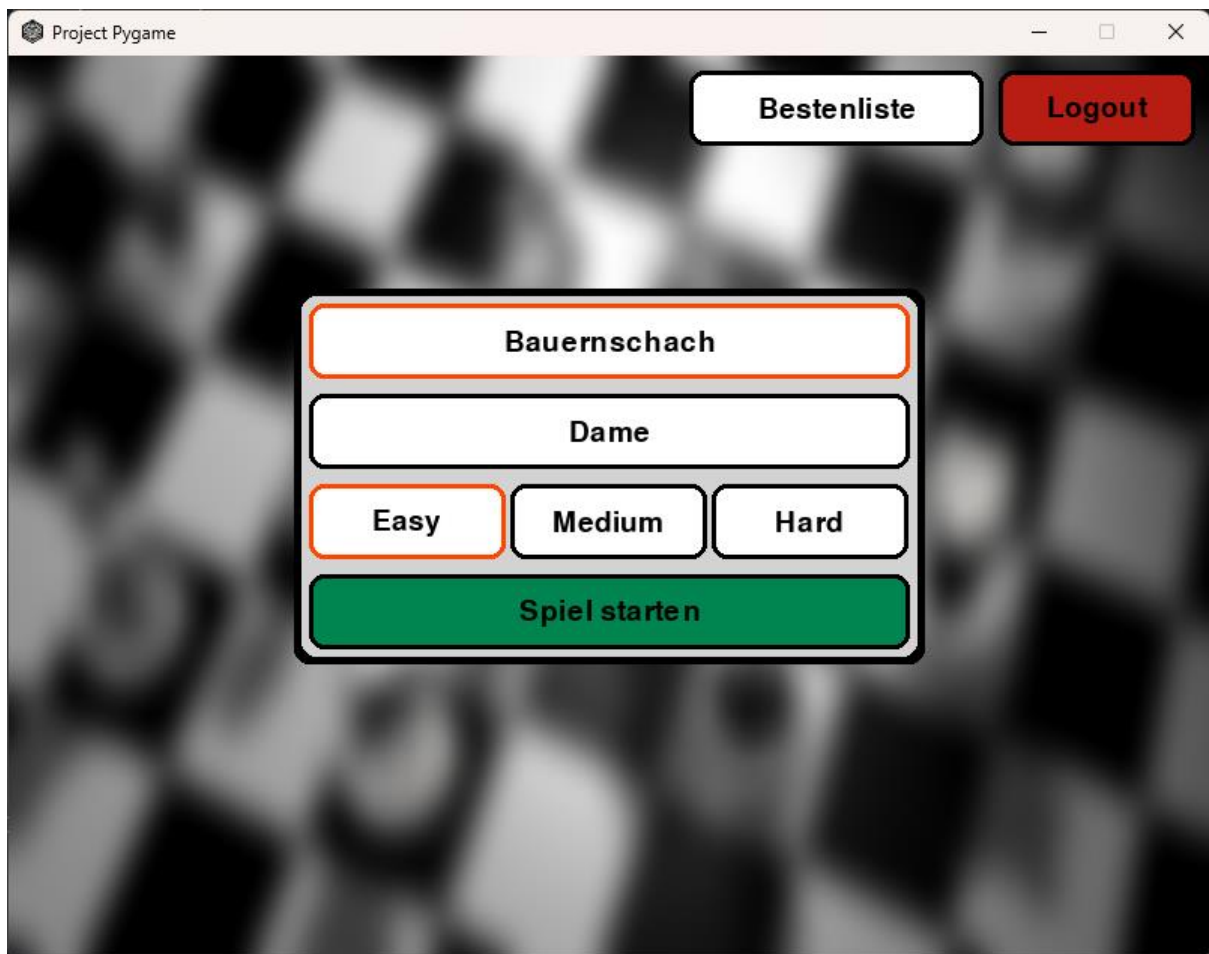 Project Pygame
Bestenliste
Logout
Bauernschach
Dame
Easy
Medium
Hard
Spiel starten